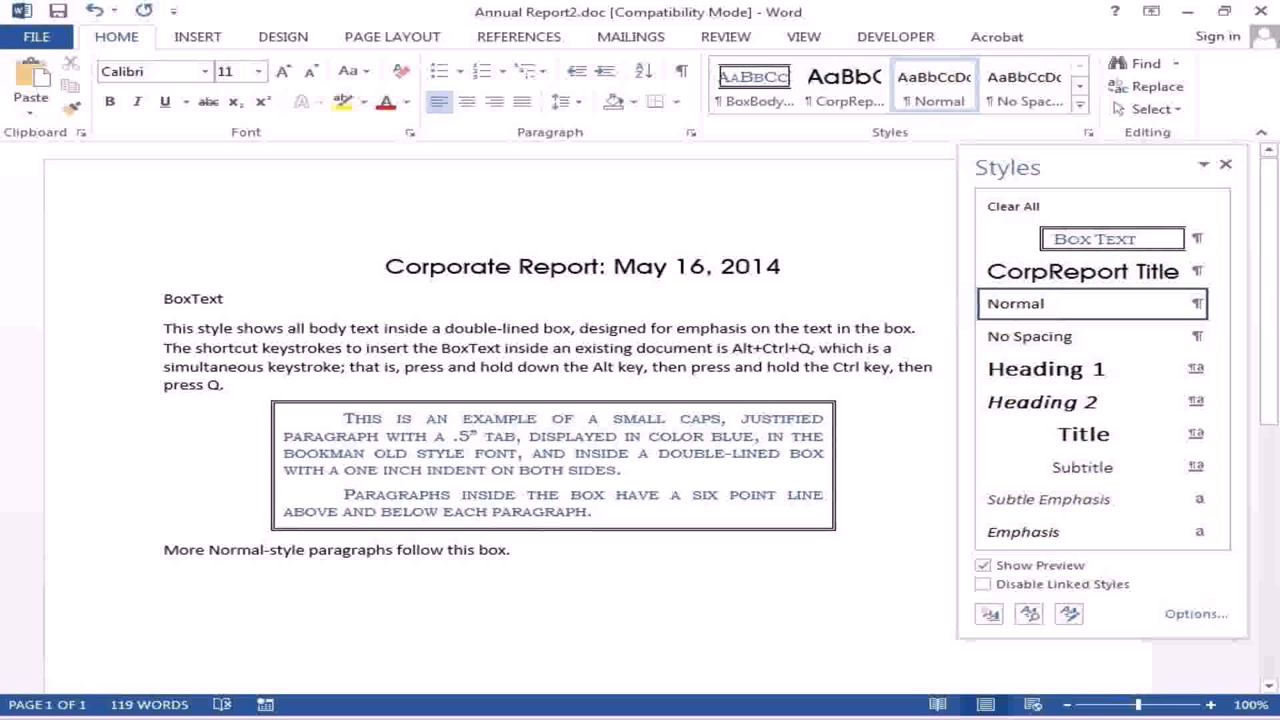 Annual Report2.doc [Compatibility Mode] - Word
FILE HOME INSERT DESIGN PAGE LAYOUT REFERENCES MAILINGS REVIEW VIEW DEVELOPER Acrobat Sign in
Paste
Calibri 11
B I U abc x₂ x² A
AaBbCc AaBbC AaBbCcDc AaBbCcDc
¶ BoxBody... ¶ CorpRep... ¶ Normal ¶ No Spac...
Find
Replace
Select
Clipboard Font Paragraph Styles Editing
Corporate Report: May 16, 2014
BoxText
This style shows all body text inside a double-lined box, designed for emphasis on the text in the box.
The shortcut keystrokes to insert the BoxText inside an existing document is Alt+Ctrl+Q, which is a
simultaneous keystroke; that is, press and hold down the Alt key, then press and hold the Ctrl key, then
press Q.
THIS IS AN EXAMPLE OF A SMALL CAPS, JUSTIFIED
PARAGRAPH WITH A .5” TAB, DISPLAYED IN COLOR BLUE, IN THE
BOOKMAN OLD STYLE FONT, AND INSIDE A DOUBLE-LINED BOX
WITH A ONE INCH INDENT ON BOTH SIDES.
PARAGRAPHS INSIDE THE BOX HAVE A SIX POINT LINE
ABOVE AND BELOW EACH PARAGRAPH.
More Normal-style paragraphs follow this box.
Styles
Clear All
BOX TEXT ¶
CorpReport Title ¶
Normal ¶
No Spacing ¶
Heading 1 ¶a
Heading 2 ¶a
Title ¶a
Subtitle ¶a
Subtle Emphasis a
Emphasis a
Show Preview
Disable Linked Styles
Options...
PAGE 1 OF 1 119 WORDS 100%